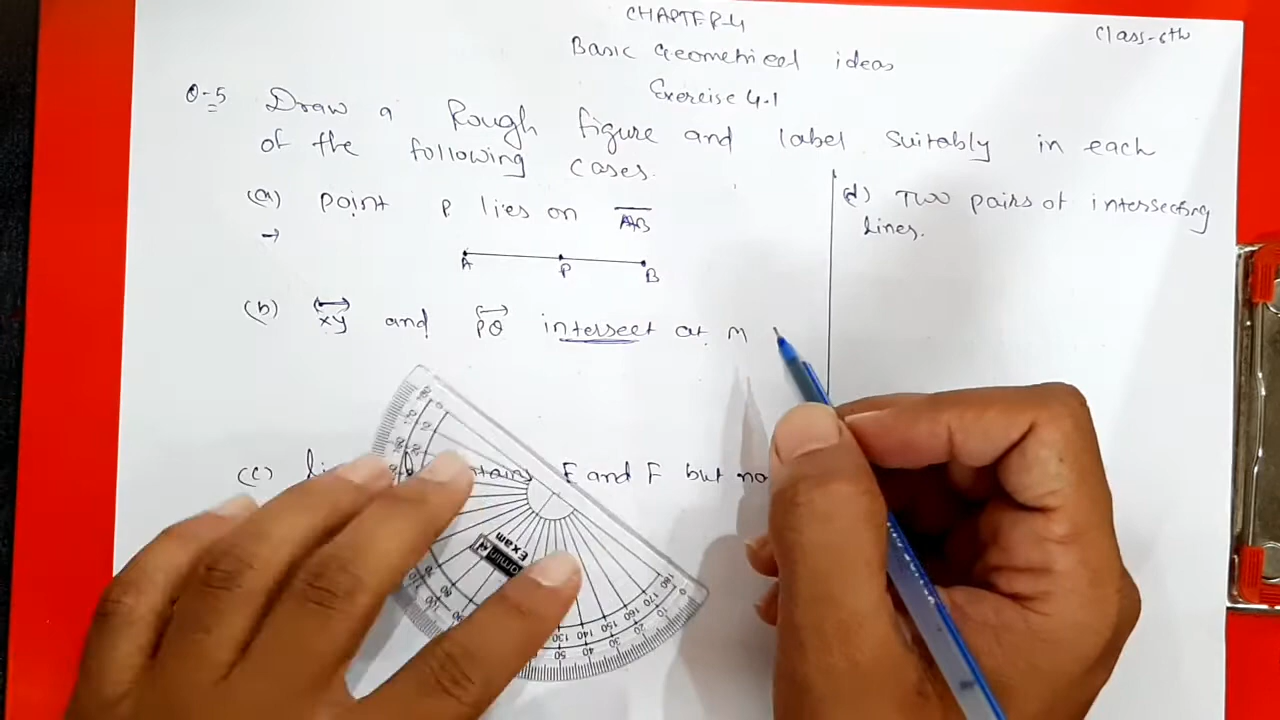 CHAPTER-4
Class-6th
Basic Geometrical ideas
Exercise 4.1
Q-5 Draw a Rough figure and label suitably in each
of the following cases.
(a) point P lies on AB
→
A P B
(b) XY and PQ intersect at M
(c) E and F but no
(d) Two pairs of intersecting
lines.
Exam